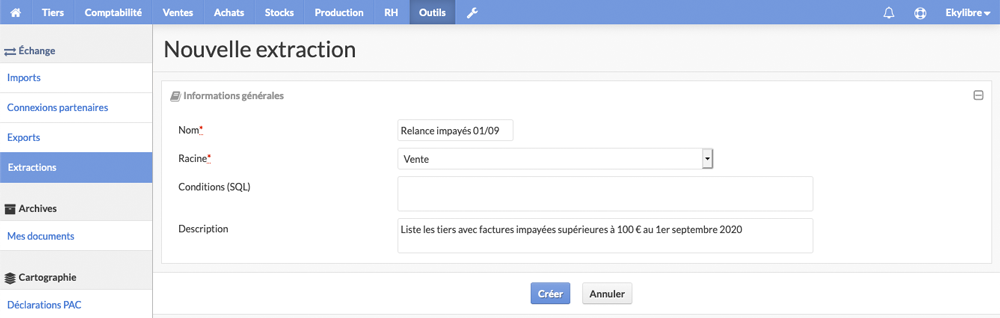 Tiers Comptabilité Ventes Achats Stocks Production RH Outils Ekylibre
Échange
Imports
Connexions partenaires
Exports
Extractions
Archives
Mes documents
Cartographie
Déclarations PAC
Nouvelle extraction
Informations générales
Nom* Relance impayés 01/09
Racine* Vente
Conditions (SQL)
Description Liste les tiers avec factures impayées supérieures à 100 € au 1er septembre 2020
Créer Annuler